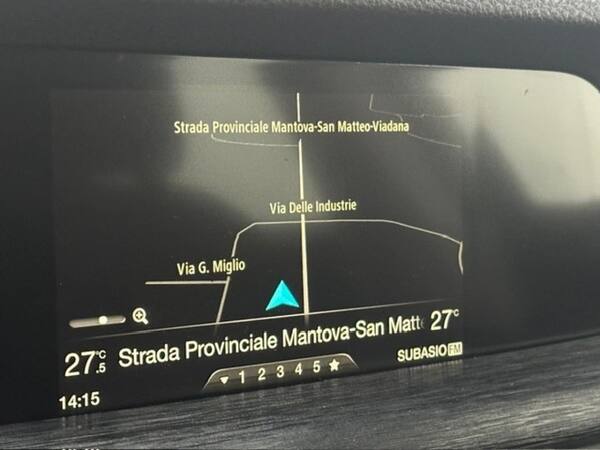 Strada Provinciale Mantova-San Matteo-Viadana
Via Delle Industrie
Via G. Miglio
27.5°C Strada Provinciale Mantova-San Matte 27°C
1 2 3 4 5
SUBASIO FM
14:15